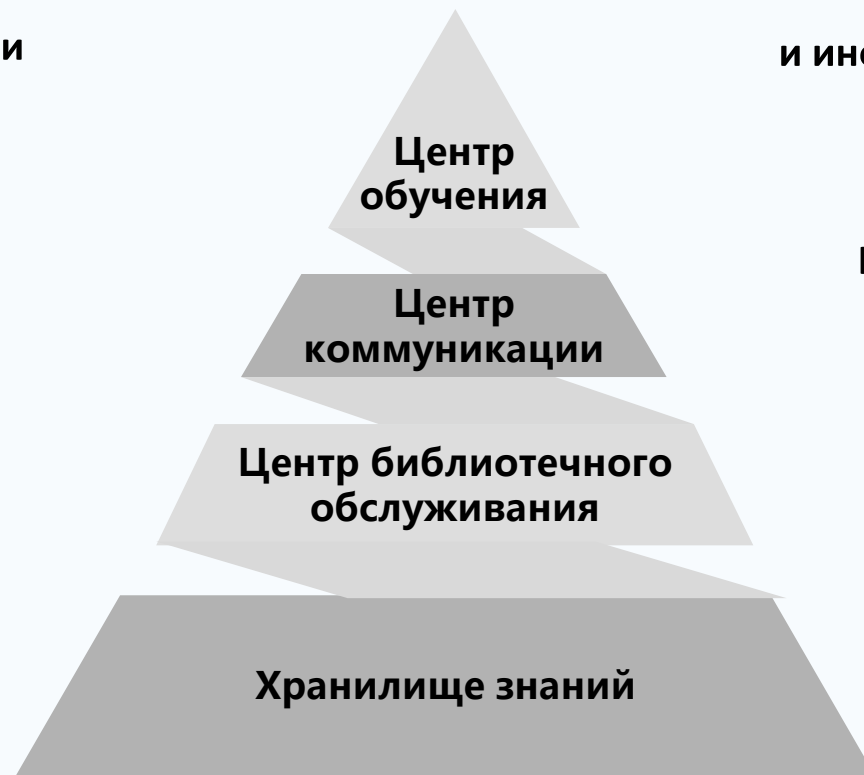 и
и ин
Центр
обучения
Центр
коммуникации
Центр библиотечного
обслуживания
Хранилище знаний